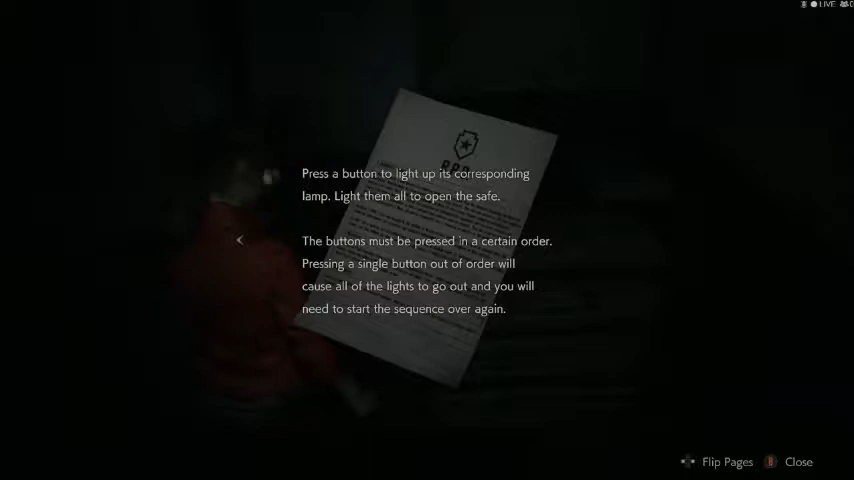 LIVE
R.P.D.
Press a button to light up its corresponding
lamp. Light them all to open the safe.
The buttons must be pressed in a certain order.
Pressing a single button out of order will
cause all of the lights to go out and you will
need to start the sequence over again.
Flip Pages
B Close